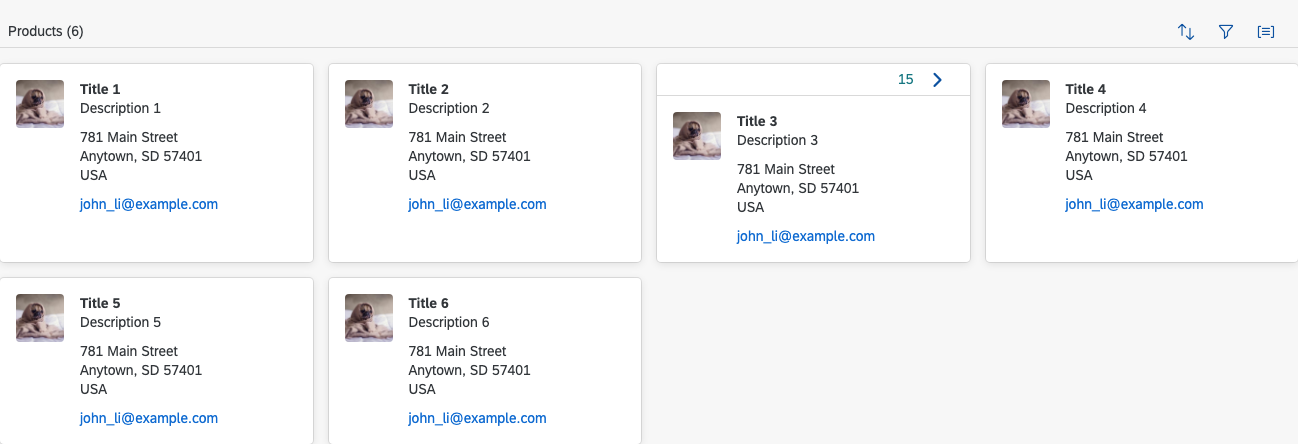 Products (6)
Title 1
Description 1
781 Main Street
Anytown, SD 57401
USA
john_li@example.com
Title 2
Description 2
781 Main Street
Anytown, SD 57401
USA
john_li@example.com
15
Title 3
Description 3
781 Main Street
Anytown, SD 57401
USA
john_li@example.com
Title 4
Description 4
781 Main Street
Anytown, SD 57401
USA
john_li@example.com
Title 5
Description 5
781 Main Street
Anytown, SD 57401
USA
john_li@example.com
Title 6
Description 6
781 Main Street
Anytown, SD 57401
USA
john_li@example.com